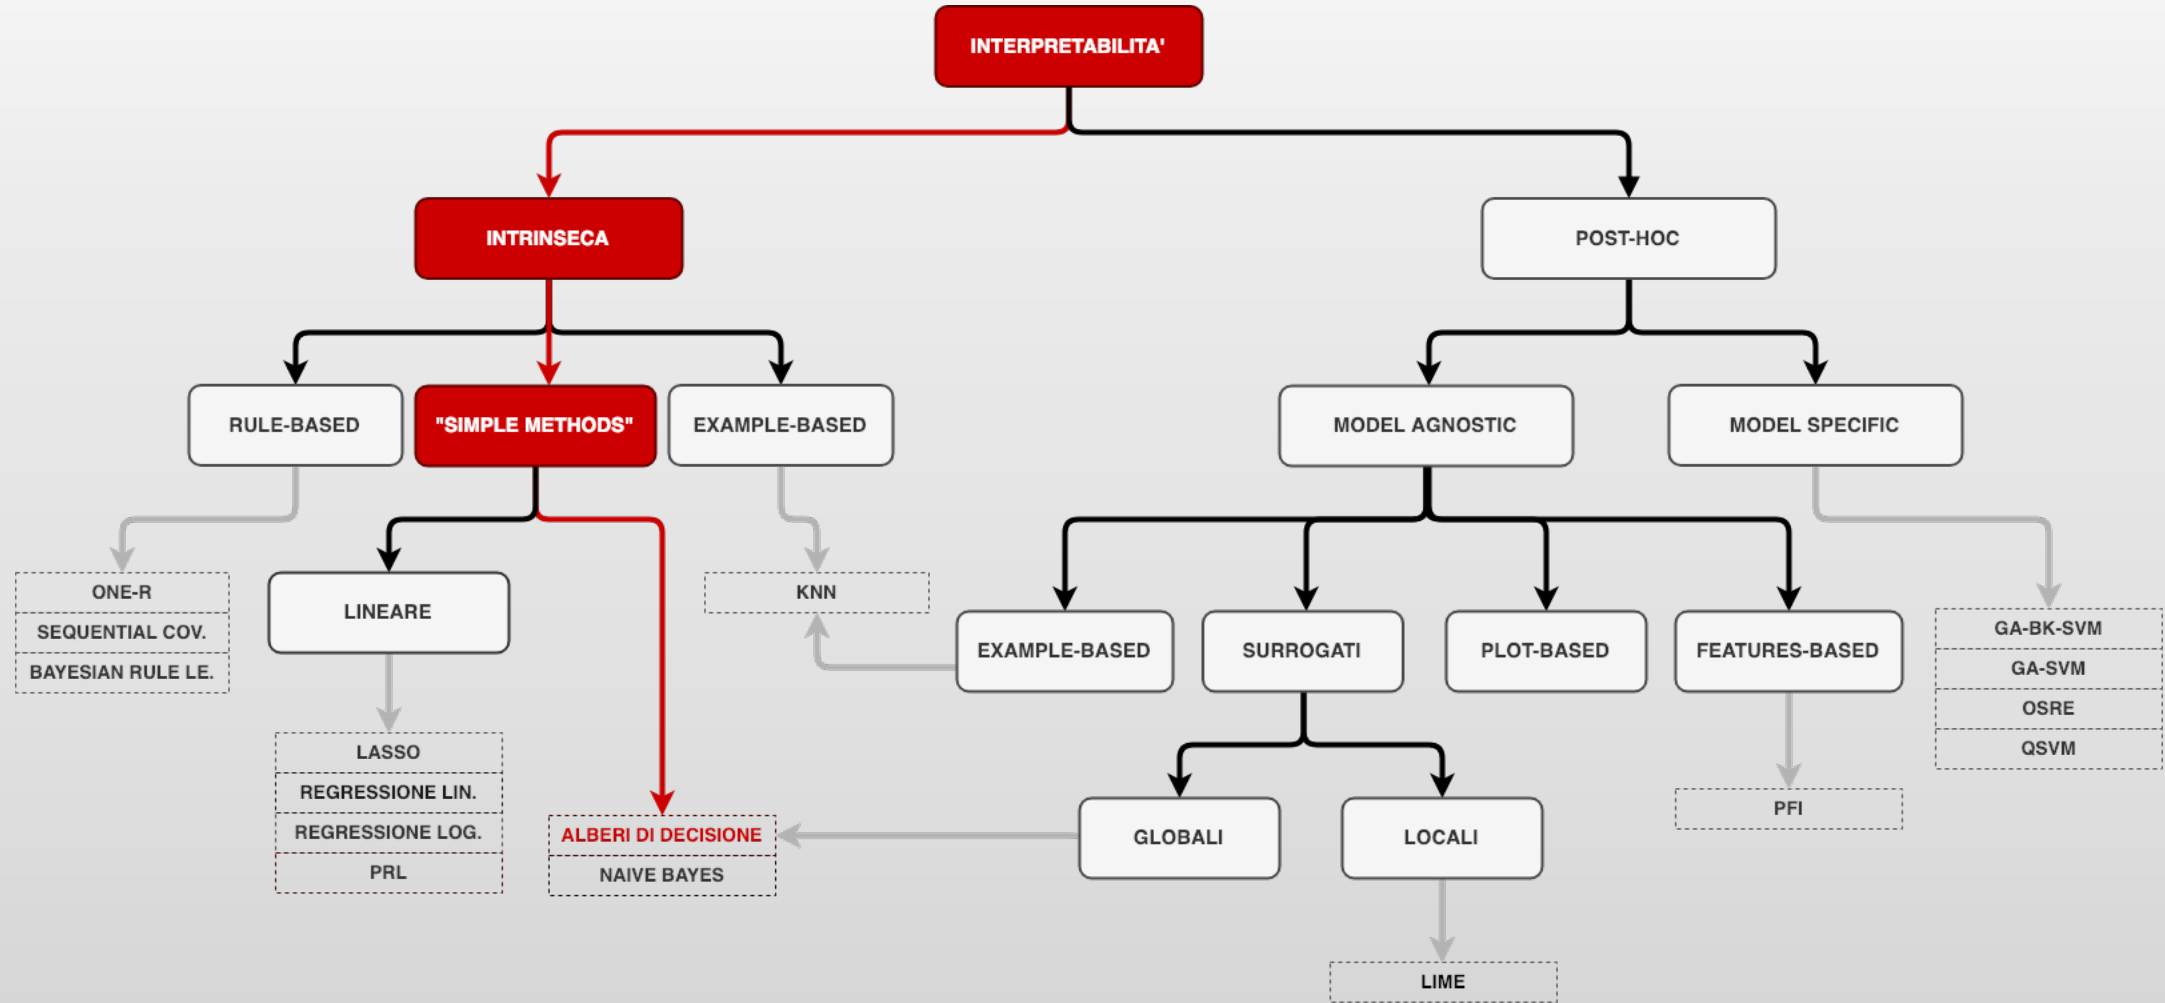 INTERPRETABILITA'
INTRINSECA
POST-HOC
RULE-BASED
"SIMPLE METHODS"
EXAMPLE-BASED
MODEL AGNOSTIC
MODEL SPECIFIC
ONE-R
SEQUENTIAL COV.
BAYESIAN RULE LE.
LINEARE
KNN
EXAMPLE-BASED
SURROGATI
PLOT-BASED
FEATURES-BASED
GA-BK-SVM
GA-SVM
OSRE
QSVM
LASSO
REGRESSIONE LIN.
REGRESSIONE LOG.
PRL
ALBERI DI DECISIONE
NAIVE BAYES
GLOBALI
LOCALI
PFI
LIME